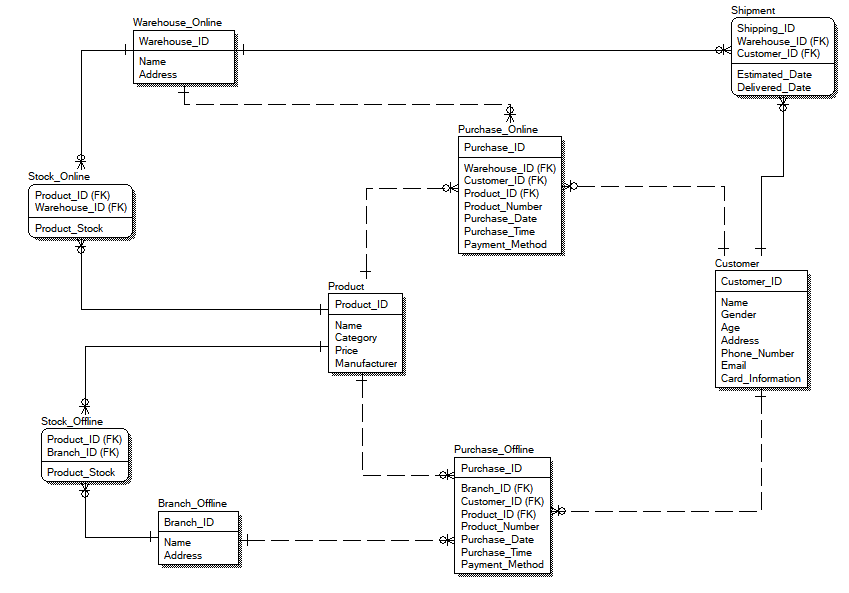 Warehouse_Online
Warehouse_ID
Name
Address
Shipment
Shipping_ID
Warehouse_ID (FK)
Customer_ID (FK)
Estimated_Date
Delivered_Date
Purchase_Online
Purchase_ID
Warehouse_ID (FK)
Customer_ID (FK)
Product_ID (FK)
Product_Number
Purchase_Date
Purchase_Time
Payment_Method
Stock_Online
Product_ID (FK)
Warehouse_ID (FK)
Product_Stock
Customer
Customer_ID
Name
Gender
Age
Address
Phone_Number
Email
Card_Information
Product
Product_ID
Name
Category
Price
Manufacturer
Stock_Offline
Product_ID (FK)
Branch_ID (FK)
Product_Stock
Purchase_Offline
Purchase_ID
Branch_ID (FK)
Customer_ID (FK)
Product_ID (FK)
Product_Number
Purchase_Date
Purchase_Time
Payment_Method
Branch_Offline
Branch_ID
Name
Address